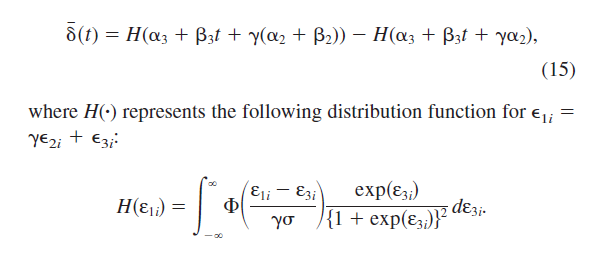 δ̄(t) = H(α₃ + β₃t + γ(α₂ + β₂)) − H(α₃ + β₃t + γα₂),
(15)
where H(·) represents the following distribution function for ϵ₁ᵢ =
γϵ₂ᵢ + ϵ₃ᵢ:
H(ε₁ᵢ) = ∫_{−∞}^{∞} Φ((ε₁ᵢ − ε₃ᵢ)/(γσ)) exp(ε₃ᵢ)/{1 + exp(ε₃ᵢ)}² dε₃ᵢ.